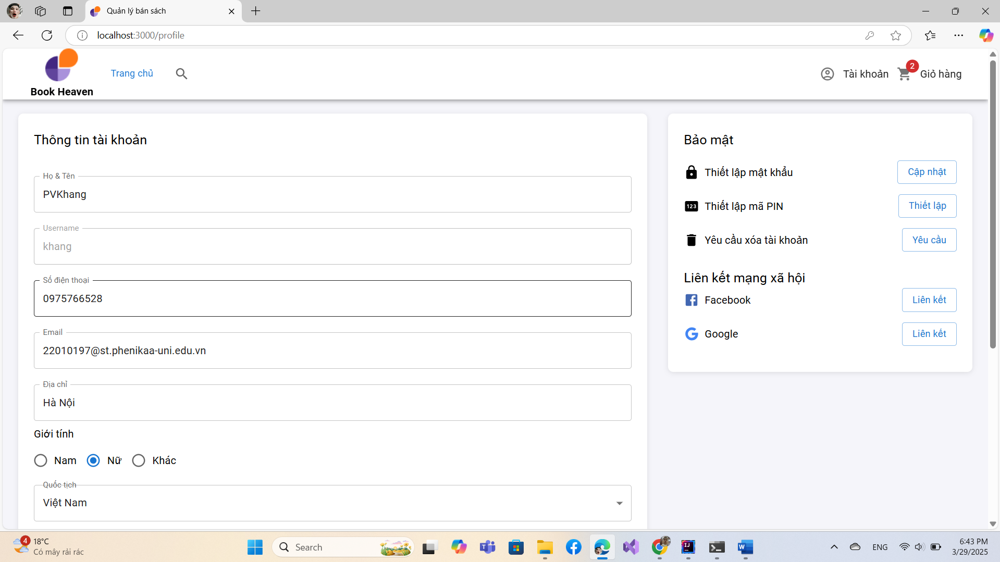 Quản lý bán sách
localhost:3000/profile
Book Heaven
Trang chủ
Tài khoản
2
Giỏ hàng
Thông tin tài khoản
Họ & Tên
PVKhang
Username
khang
Số điện thoại
0975766528
Email
22010197@st.phenikaa-uni.edu.vn
Địa chỉ
Hà Nội
Giới tính
Nam
Nữ
Khác
Quốc tịch
Việt Nam
Bảo mật
Thiết lập mật khẩu
Cập nhật
123
Thiết lập mã PIN
Thiết lập
Yêu cầu xóa tài khoản
Yêu cầu
Liên kết mạng xã hội
Facebook
Liên kết
Google
Liên kết
4
18°C
Có mây rải rác
Search
ENG
6:43 PM
3/29/2025